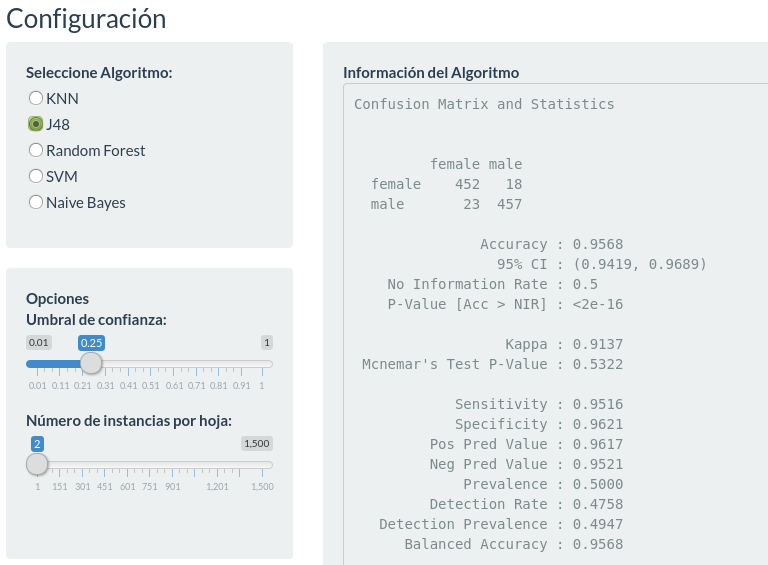 Configuración
Seleccione Algoritmo:
KNN
J48
Random Forest
SVM
Naive Bayes
Opciones
Umbral de confianza:
0.01 0.25 1
0.01 0.11 0.21 0.31 0.41 0.51 0.61 0.71 0.81 0.91 1
Número de instancias por hoja:
2 1,500
1 151 301 451 601 751 901 1,201 1,500
Información del Algoritmo
Confusion Matrix and Statistics
female male
female 452 18
male 23 457
Accuracy : 0.9568
95% CI : (0.9419, 0.9689)
No Information Rate : 0.5
P-Value [Acc > NIR] : <2e-16
Kappa : 0.9137
Mcnemar's Test P-Value : 0.5322
Sensitivity : 0.9516
Specificity : 0.9621
Pos Pred Value : 0.9617
Neg Pred Value : 0.9521
Prevalence : 0.5000
Detection Rate : 0.4758
Detection Prevalence : 0.4947
Balanced Accuracy : 0.9568